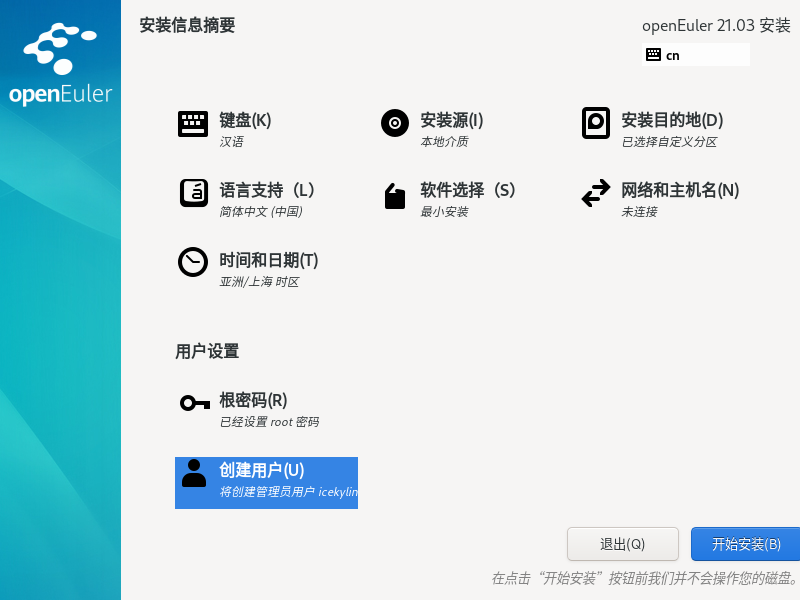 安装信息摘要
openEuler 21.03 安装
cn
openEuler
键盘(K)
汉语
安装源(I)
本地介质
安装目的地(D)
已选择自定义分区
语言支持（L）
简体中文 (中国)
软件选择（S）
最小安装
网络和主机名(N)
未连接
时间和日期(T)
亚洲/上海 时区
用户设置
根密码(R)
已经设置 root 密码
创建用户(U)
将创建管理员用户 icekylin
退出(Q)
开始安装(B)
在点击“开始安装”按钮前我们并不会操作您的磁盘。